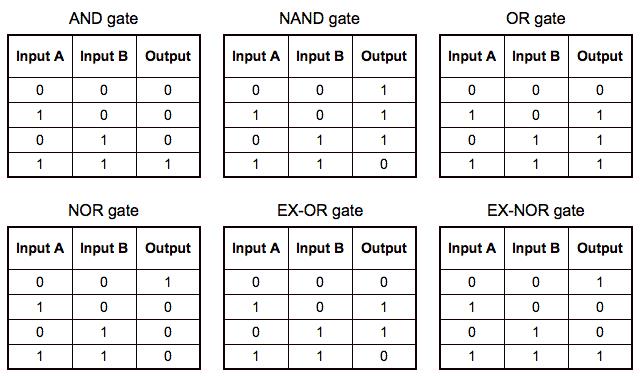 AND gate NAND gate OR gate
Input A Input B Output Input A Input B Output Input A Input B Output
0 0 0 0 0 1 0 0 0
1 0 0 1 0 1 1 0 1
0 1 0 0 1 1 0 1 1
1 1 1 1 1 0 1 1 1
NOR gate EX-OR gate EX-NOR gate
Input A Input B Output Input A Input B Output Input A Input B Output
0 0 1 0 0 0 0 0 1
1 0 0 1 0 1 1 0 0
0 1 0 0 1 1 0 1 0
1 1 0 1 1 0 1 1 1